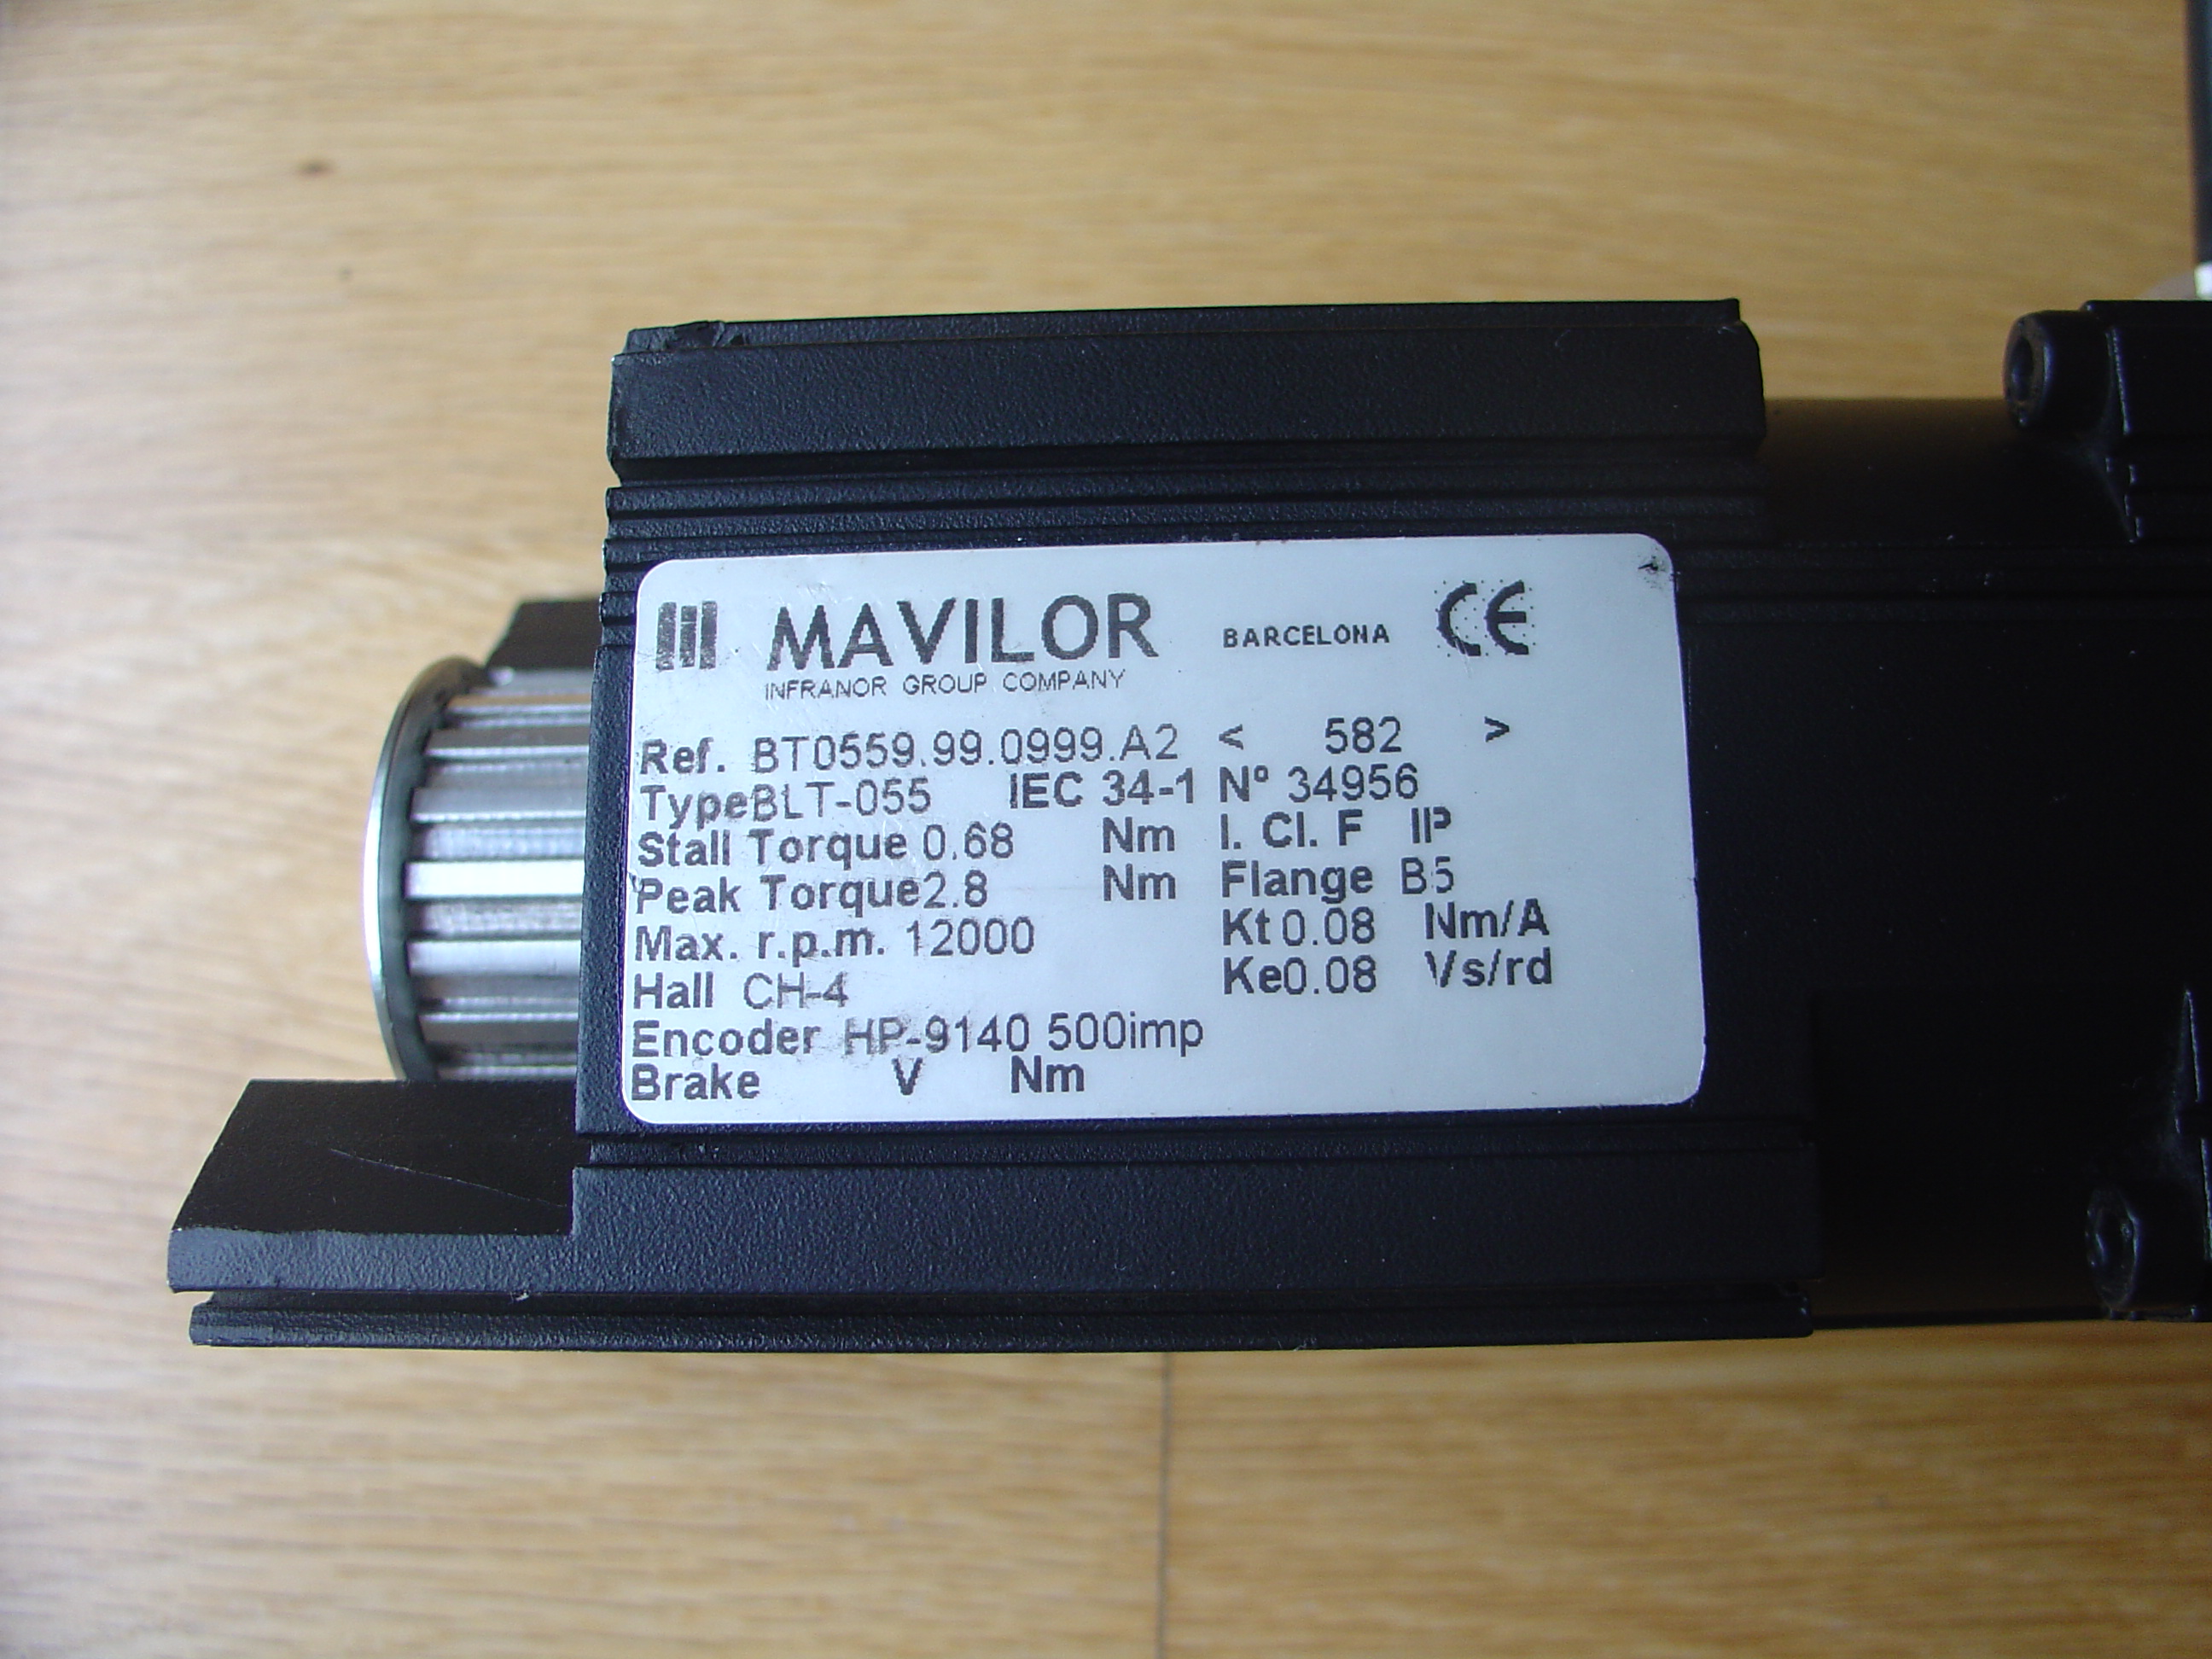 MAVILOR BARCELONA CE
INFRANOR GROUP COMPANY
Ref. BT0559.99.0999.A2 < 582 >
TypeBLT-055 IEC 34-1 Nº 34956
Stall Torque 0.68 Nm I. Cl. F IP
Peak Torque2.8 Nm Flange B5
Max. r.p.m. 12000 Kt 0.08 Nm/A
Hall CH-4 Ke0.08 Vs/rd
Encoder HP-9140 500imp
Brake V Nm